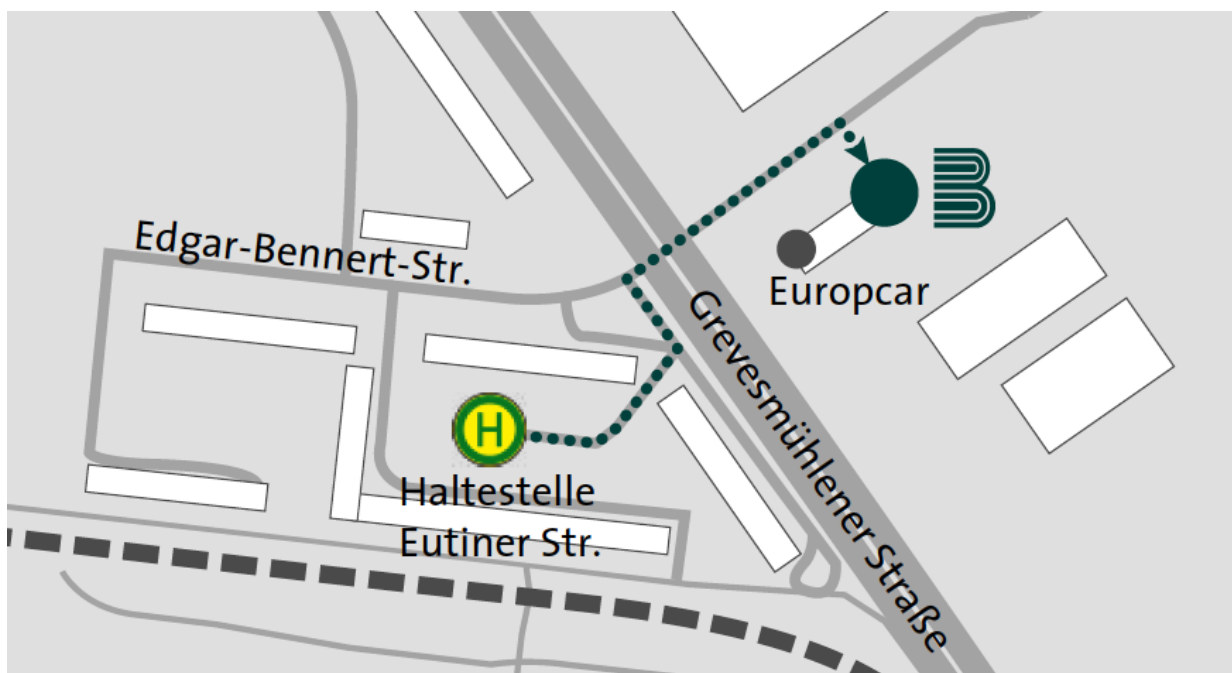 Edgar-Bennert-Str.
B
Europcar
Grevesmühlener Straße
H
Haltestelle
Eutiner Str.